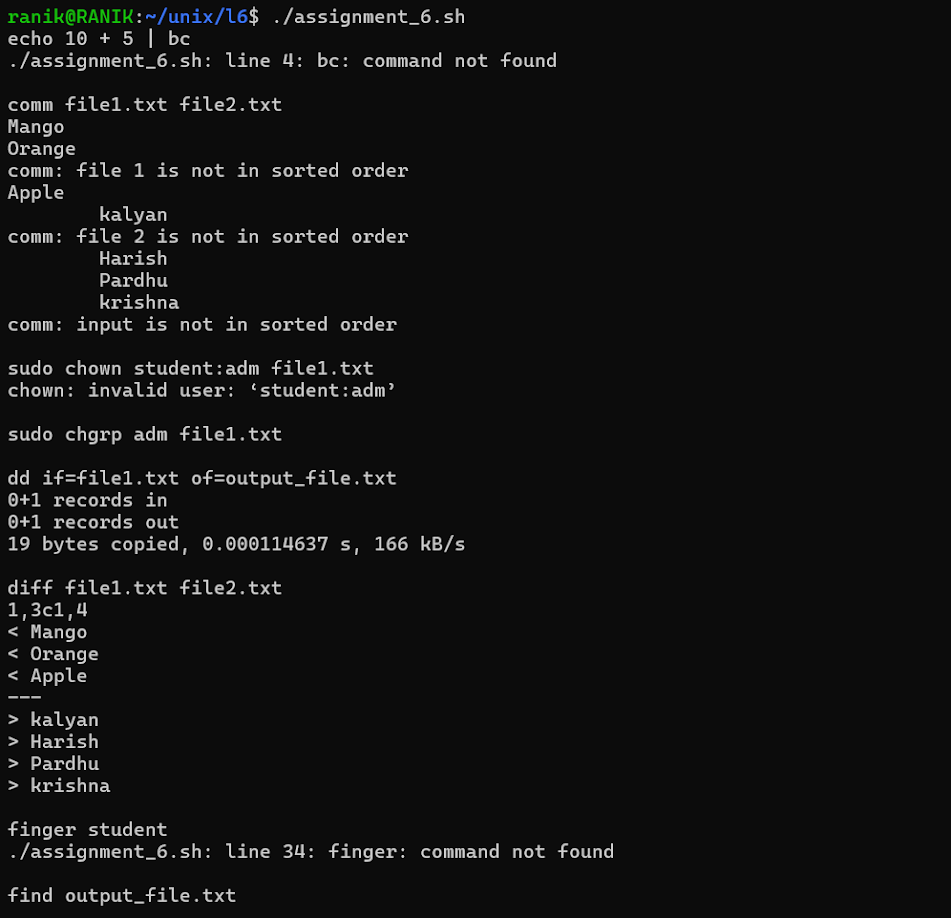 ranik@RANIK:~/unix/l6$ ./assignment_6.sh
echo 10 + 5 | bc
./assignment_6.sh: line 4: bc: command not found

comm file1.txt file2.txt
Mango
Orange
comm: file 1 is not in sorted order
Apple
        kalyan
comm: file 2 is not in sorted order
        Harish
        Pardhu
        krishna
comm: input is not in sorted order

sudo chown student:adm file1.txt
chown: invalid user: ‘student:adm’

sudo chgrp adm file1.txt

dd if=file1.txt of=output_file.txt
0+1 records in
0+1 records out
19 bytes copied, 0.000114637 s, 166 kB/s

diff file1.txt file2.txt
1,3c1,4
< Mango
< Orange
< Apple
---
> kalyan
> Harish
> Pardhu
> krishna

finger student
./assignment_6.sh: line 34: finger: command not found

find output_file.txt